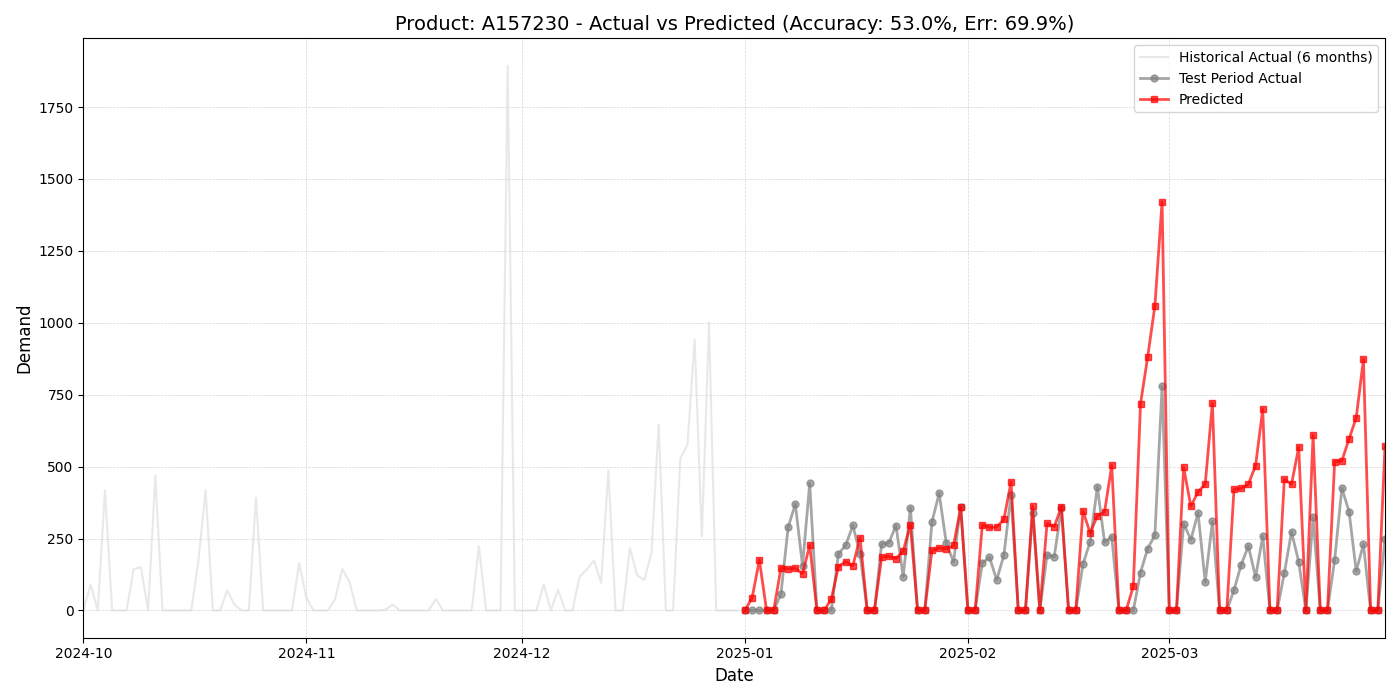 Product: A157230 - Actual vs Predicted (Accuracy: 53.0%, Err: 69.9%)
Historical Actual (6 months)
Test Period Actual
Predicted
Demand
1750
1500
1250
1000
750
500
250
0
2024-10
2024-11
2024-12
2025-01
2025-02
2025-03
Date